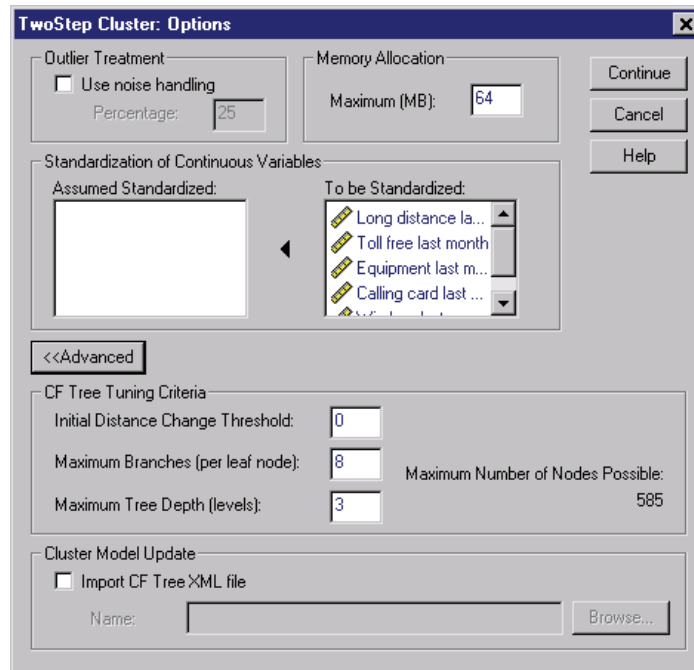 TwoStep Cluster: Options
Outlier Treatment
Use noise handling
Percentage: 25
Memory Allocation
Maximum (MB): 64
Continue
Cancel
Help
Standardization of Continuous Variables
Assumed Standardized:
To be Standardized:
Long distance la...
Toll free last month
Equipment last m...
Calling card last ...
<<Advanced
CF Tree Tuning Criteria
Initial Distance Change Threshold: 0
Maximum Branches (per leaf node): 8
Maximum Tree Depth (levels): 3
Maximum Number of Nodes Possible:
585
Cluster Model Update
Import CF Tree XML file
Name:
Browse...